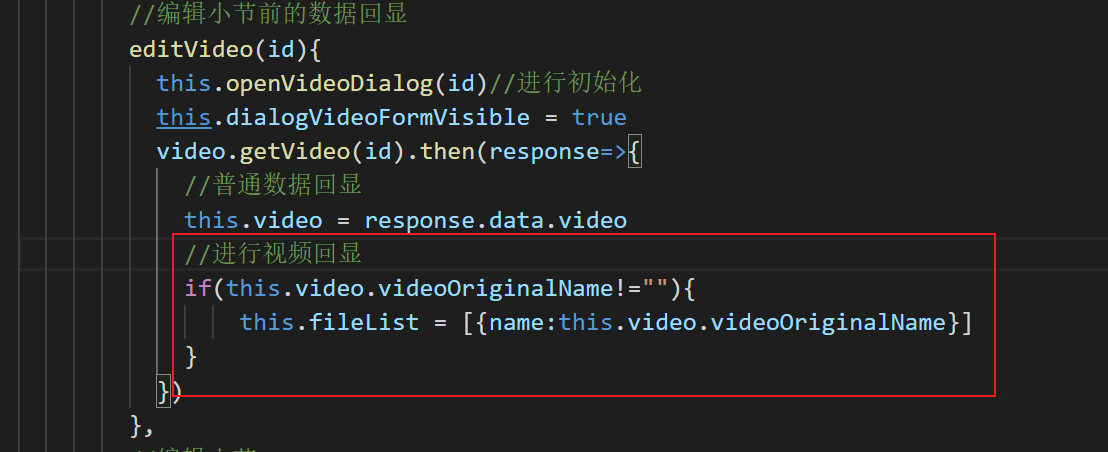 //编辑小节前的数据回显
editVideo(id){
this.openVideoDialog(id)//进行初始化
this.dialogVideoFormVisible = true
video.getVideo(id).then(response=>{
//普通数据回显
this.video = response.data.video
//进行视频回显
if(this.video.videoOriginalName!=""){
this.fileList = [{name:this.video.videoOriginalName}]
}
})
},